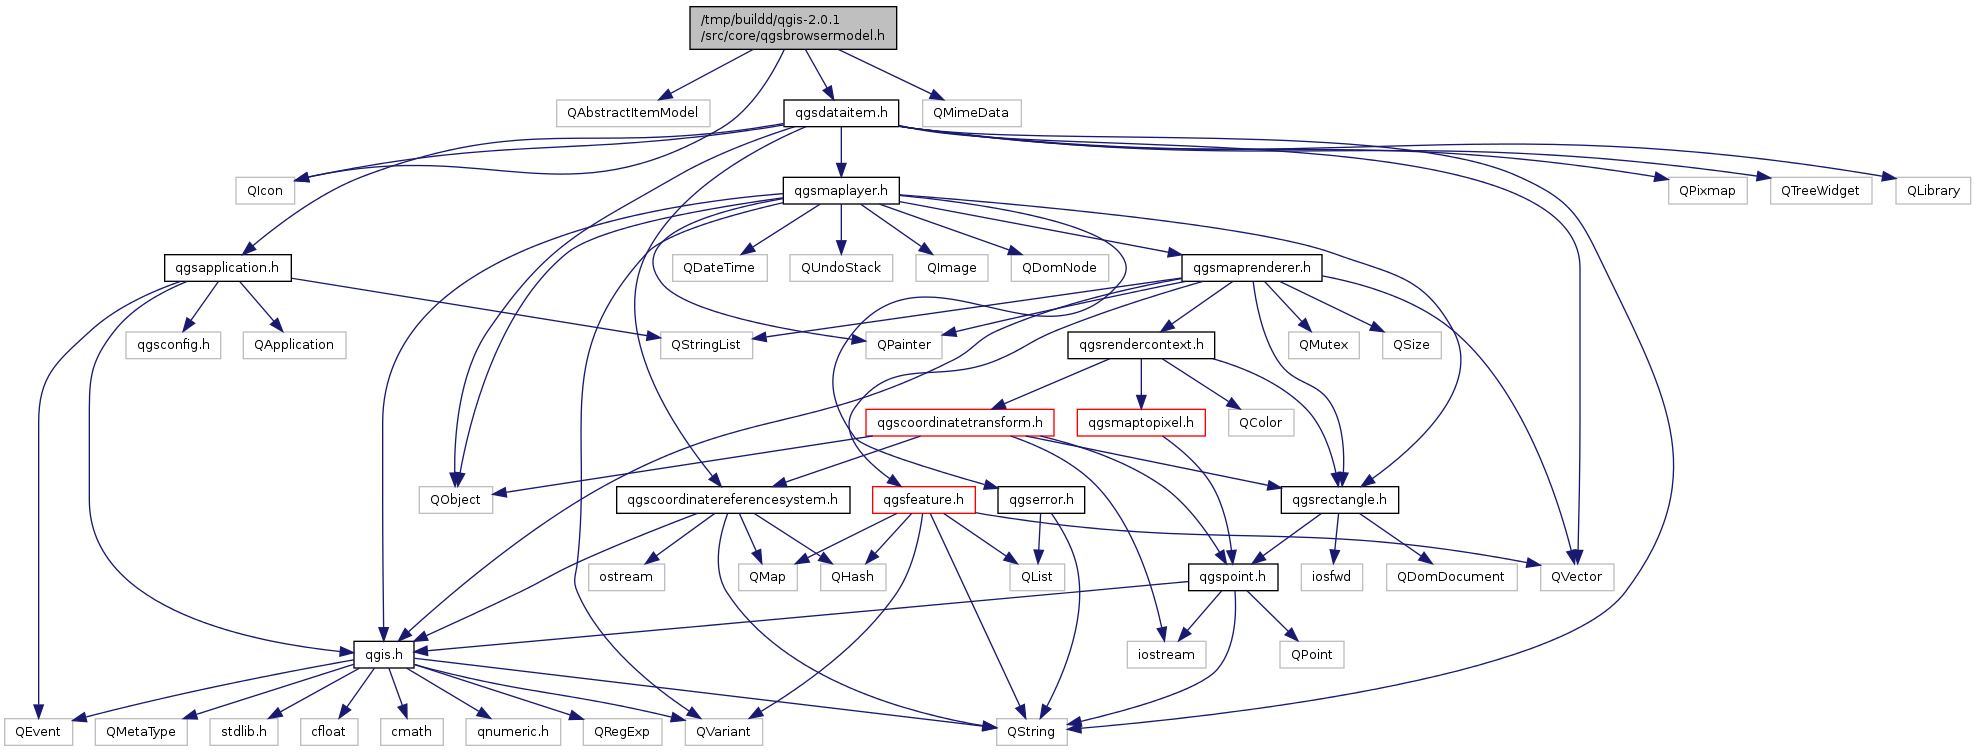 /tmp/buildd/qgis-2.0.1
/src/core/qgsbrowsermodel.h
QAbstractItemModel
qgsdataitem.h
QMimeData
QIcon
qgsmaplayer.h
QPixmap
QTreeWidget
QLibrary
qgsapplication.h
QDateTime
QUndoStack
QImage
QDomNode
qgsmaprenderer.h
qgsconfig.h
QApplication
QStringList
QPainter
qgsrendercontext.h
QMutex
QSize
qgscoordinatetransform.h
qgsmaptopixel.h
QColor
QObject
qgscoordinatereferencesystem.h
qgsfeature.h
qgserror.h
qgsrectangle.h
ostream
QMap
QHash
QList
qgspoint.h
iosfwd
QDomDocument
QVector
qgis.h
iostream
QPoint
QEvent
QMetaType
stdlib.h
cfloat
cmath
qnumeric.h
QRegExp
QVariant
QString